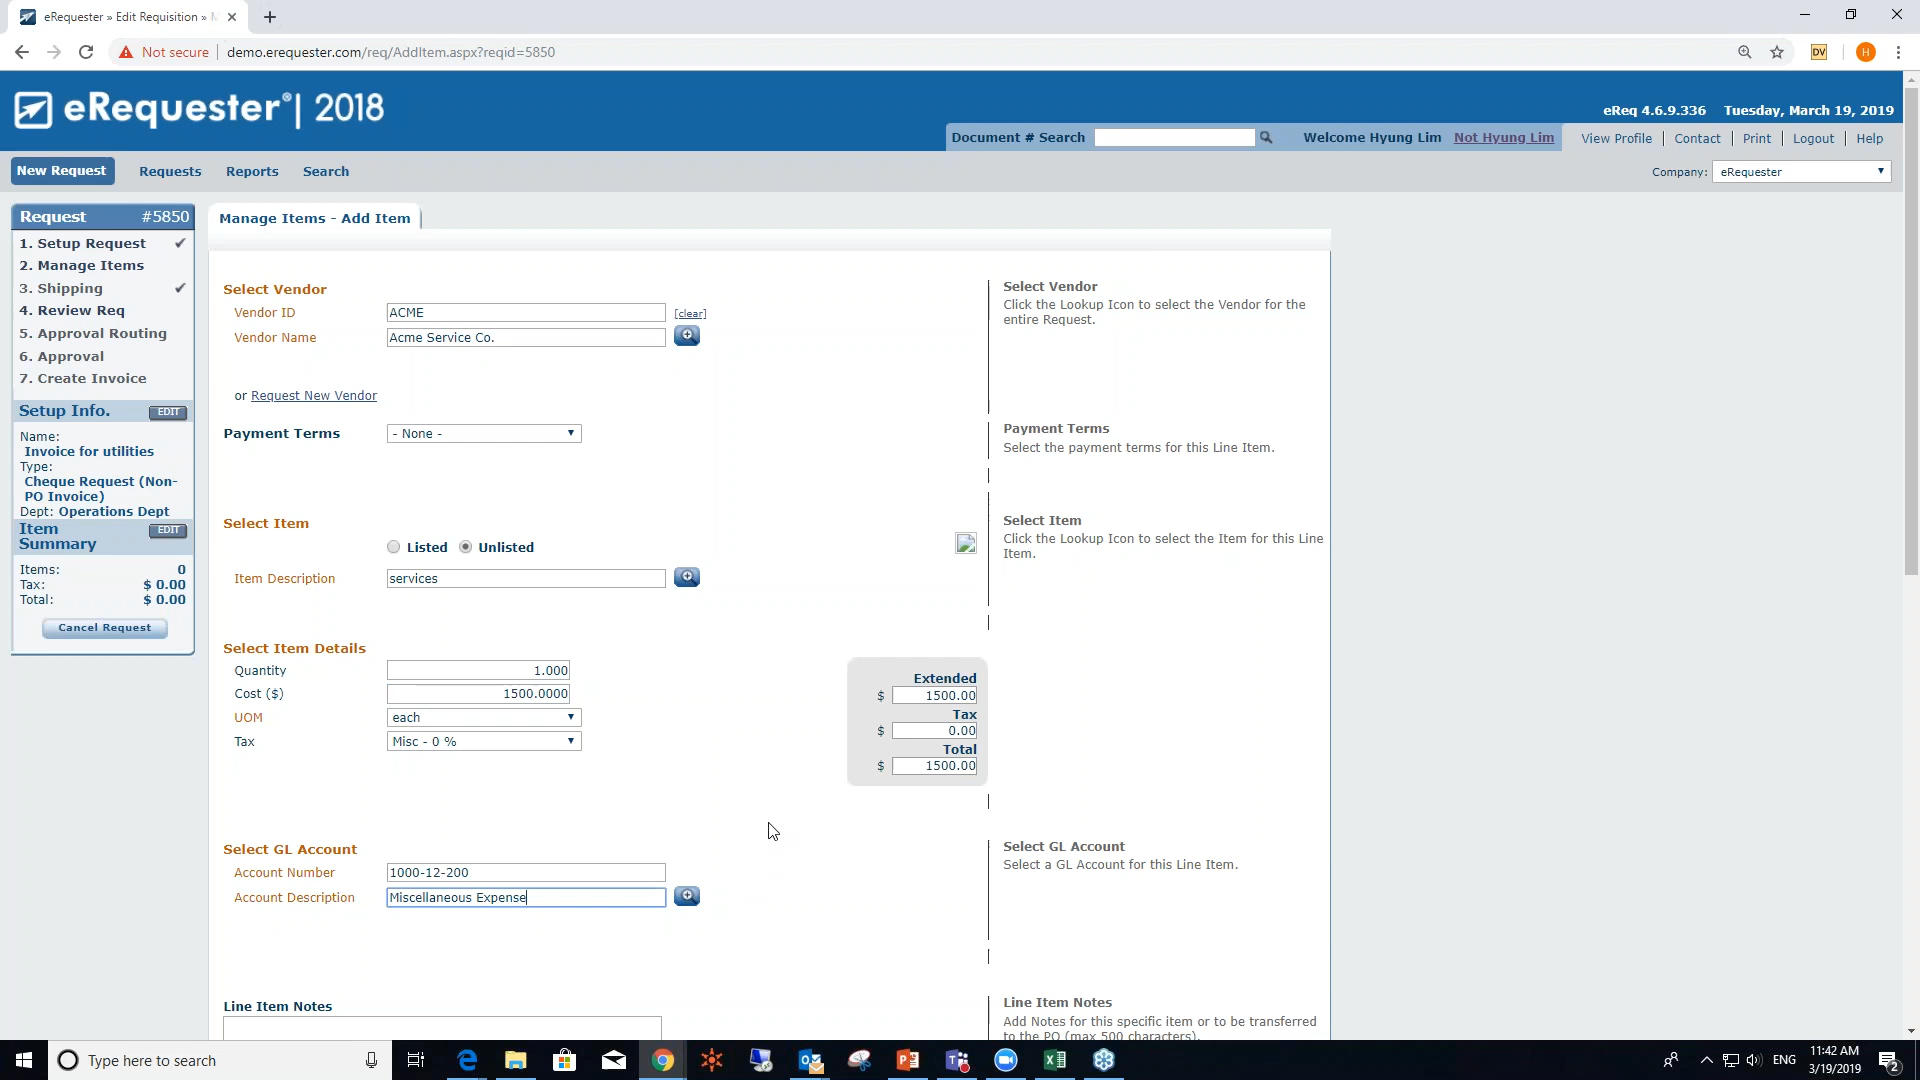 eRequester » Edit Requisition » M
Not secure
demo.erequester.com/req/AddItem.aspx?reqid=5850
DV
H
eRequester® | 2018
eReq 4.6.9.336 Tuesday, March 19, 2019
Document # Search
Welcome Hyung Lim Not Hyung Lim
View Profile | Contact | Print | Logout | Help
New Request Requests Reports Search
Company: eRequester
Request #5850
1. Setup Request ✔
2. Manage Items
3. Shipping ✔
4. Review Req
5. Approval Routing
6. Approval
7. Create Invoice
Setup Info. EDIT
Name:
Invoice for utilities
Type:
Cheque Request (Non-
PO Invoice)
Dept: Operations Dept
Item
Summary EDIT
Items: 0
Tax: $ 0.00
Total: $ 0.00
Cancel Request
Manage Items - Add Item
Select Vendor
Vendor ID ACME [clear]
Vendor Name Acme Service Co.
or Request New Vendor
Payment Terms - None -
Select Item
Listed Unlisted
Item Description services
Select Item Details
Quantity 1.000
Cost ($) 1500.0000
UOM each
Tax Misc - 0 %
Extended
$ 1500.00
Tax
$ 0.00
Total
$ 1500.00
Select GL Account
Account Number 1000-12-200
Account Description Miscellaneous Expense
Line Item Notes
Select Vendor
Click the Lookup Icon to select the Vendor for the
entire Request.
Payment Terms
Select the payment terms for this Line Item.
Select Item
Click the Lookup Icon to select the Item for this Line
Item.
Select GL Account
Select a GL Account for this Line Item.
Line Item Notes
Add Notes for this specific item or to be transferred
to the PO (max 500 characters).
Type here to search
ENG
11:42 AM
3/19/2019
2